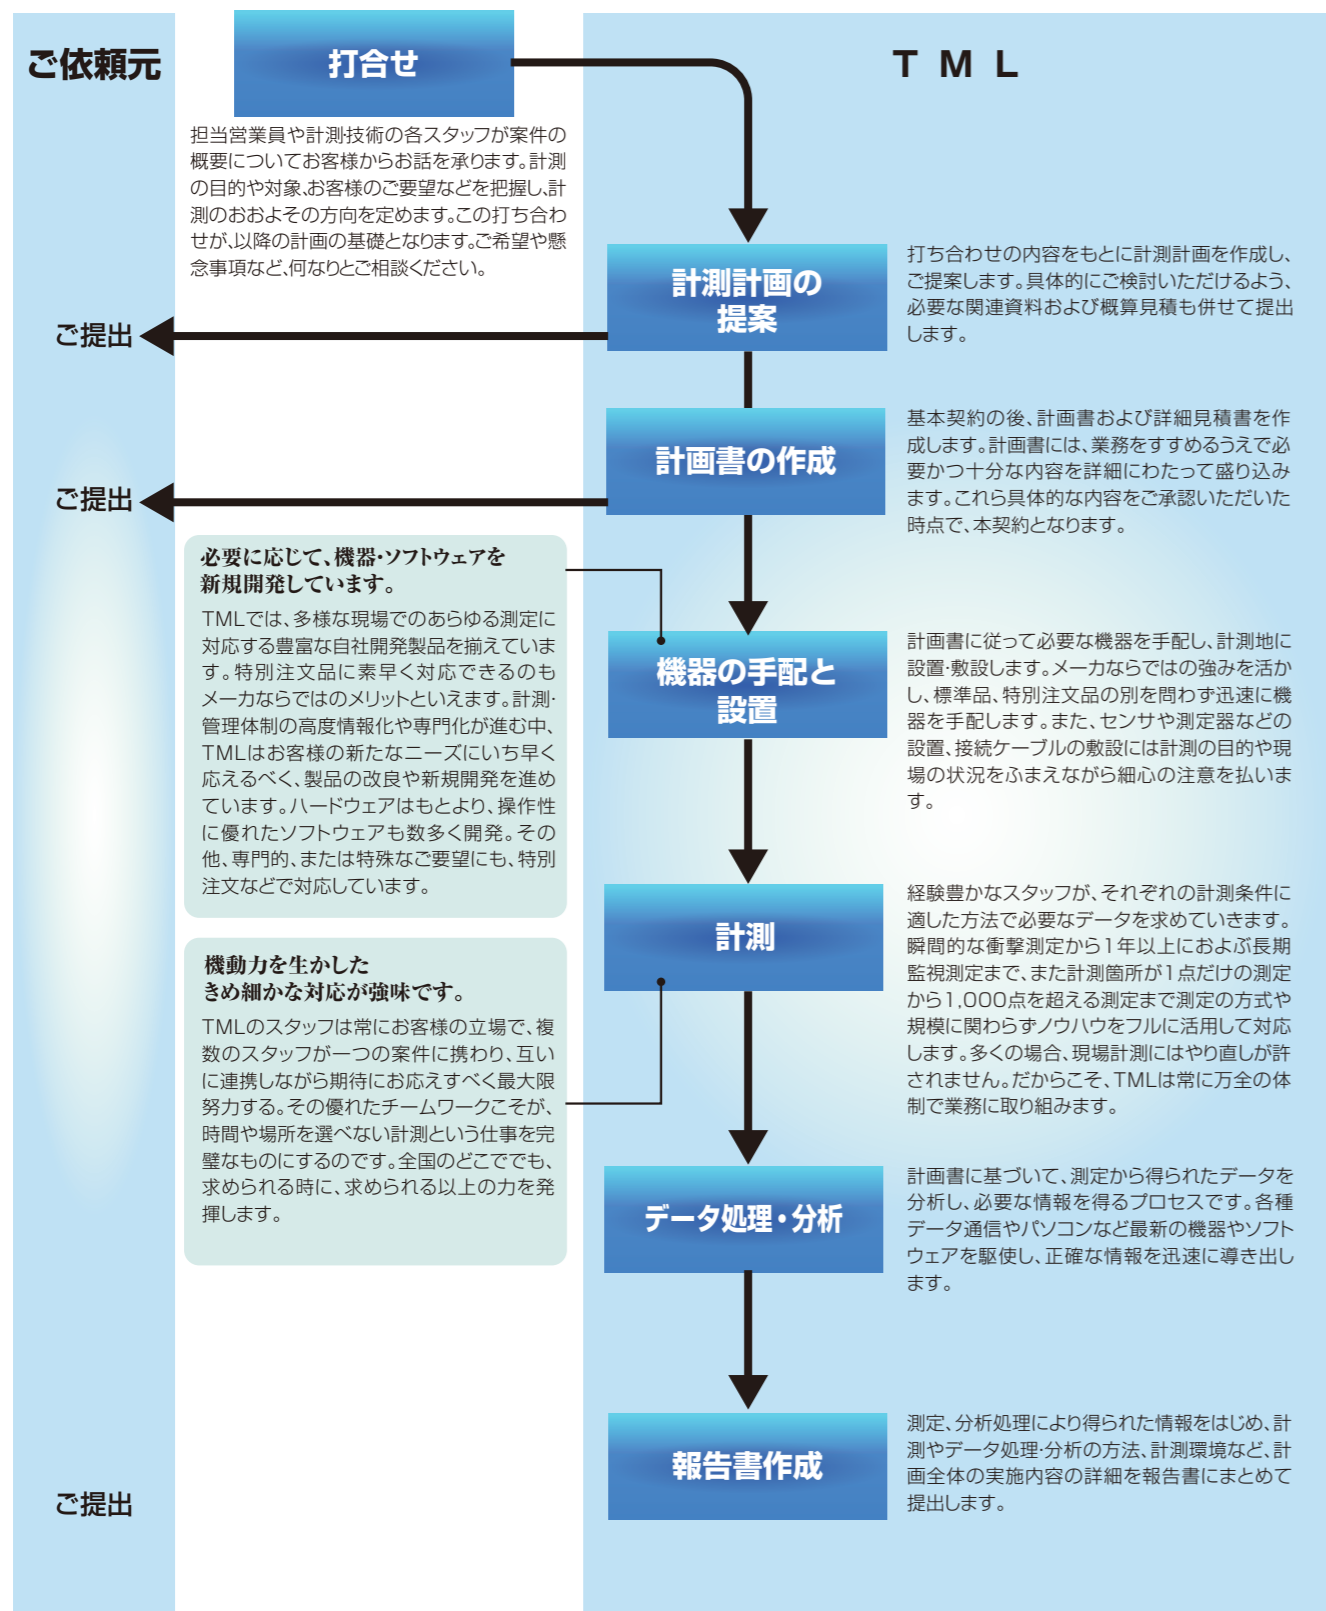 ご依頼元
打合せ
TML
担当営業員や計測技術の各スタッフが案件の
概要についてお客様からお話を承ります。計測
の目的や対象、お客様のご要望などを把握し、計
測のおおよその方向を定めます。この打ち合わ
せが、以降の計画の基礎となります。ご希望や懸
念事項など、何なりとご相談ください。
計測計画の
提案
打ち合わせの内容をもとに計測計画を作成し、
ご提案します。具体的にご検討いただけるよう、
必要な関連資料および概算見積も併せて提出
します。
ご提出
計画書の作成
基本契約の後、計画書および詳細見積書を作
成します。計画書には、業務をすすめるうえで必
要かつ十分な内容を詳細にわたって盛り込み
ます。これら具体的な内容をご承認いただいた
時点で、本契約となります。
ご提出
必要に応じて、機器・ソフトウェアを
新規開発しています。
TMLでは、多様な現場でのあらゆる測定に
対応する豊富な自社開発製品を揃えていま
す。特別注文品に素早く対応できるのも
メーカならではのメリットといえます。計測・
管理体制の高度情報化や専門化が進む中、
TMLはお客様の新たなニーズにいち早く
応えるべく、製品の改良や新規開発を進め
ています。ハードウェアはもとより、操作性
に優れたソフトウェアも数多く開発。その
他、専門的、または特殊なご要望にも、特別
注文などで対応しています。
機器の手配と
設置
計画書に従って必要な機器を手配し、計測地に
設置・敷設します。メーカならではの強みを活か
し、標準品、特別注文品の別を問わず迅速に機
器を手配します。また、センサや測定器などの
設置、接続ケーブルの敷設には計測の目的や現
場の状況をふまえながら細心の注意を払いま
す。
計測
経験豊かなスタッフが、それぞれの計測条件に
適した方法で必要なデータを求めていきます。
瞬間的な衝撃測定から1年以上におよぶ長期
監視測定まで、また計測箇所が1点だけの測定
から1,000点を超える測定まで測定の方式や
規模に関わらずノウハウをフルに活用して対応
します。多くの場合、現場計測にはやり直しが許
されません。だからこそ、TMLは常に万全の体
制で業務に取り組みます。
機動力を生かした
きめ細かな対応が強味です。
TMLのスタッフは常にお客様の立場で、複
数のスタッフが一つの案件に携わり、互い
に連携しながら期待にお応えすべく最大限
努力する。その優れたチームワークこそが、
時間や場所を選べない計測という仕事を完
璧なものにするのです。全国のどこででも、
求められる時に、求められる以上の力を発
揮します。
データ処理・分析
計画書に基づいて、測定から得られたデータを
分析し、必要な情報を得るプロセスです。各種
データ通信やパソコンなど最新の機器やソフト
ウェアを駆使し、正確な情報を迅速に導き出し
ます。
報告書作成
測定、分析処理により得られた情報をはじめ、計
測やデータ処理・分析の方法、計測環境など、計
画全体の実施内容の詳細を報告書にまとめて
提出します。
ご提出